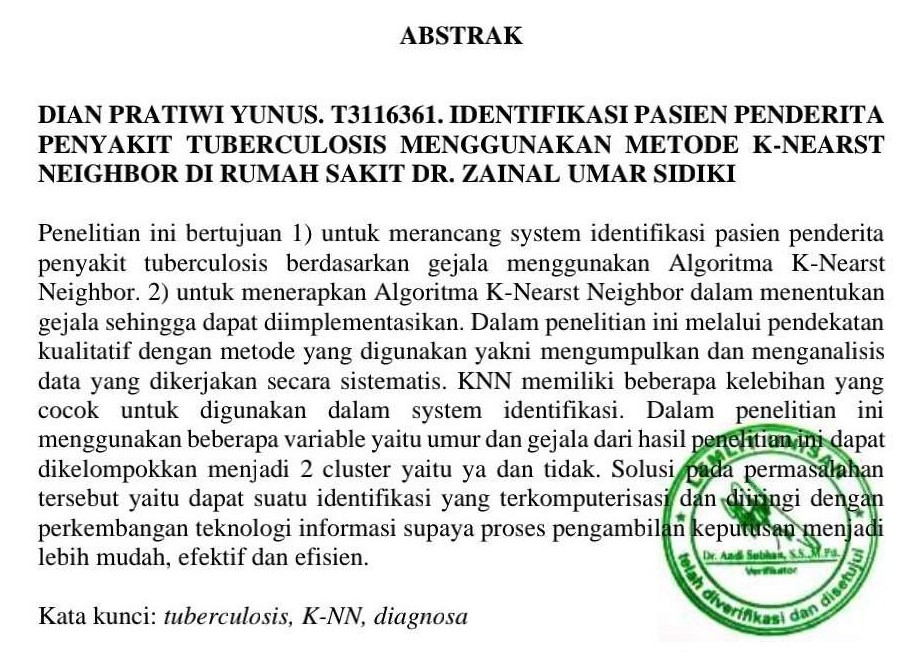 ABSTRAK
DIAN PRATIWI YUNUS. T3116361. IDENTIFIKASI PASIEN PENDERITA
PENYAKIT TUBERCULOSIS MENGGUNAKAN METODE K-NEARST
NEIGHBOR DI RUMAH SAKIT DR. ZAINAL UMAR SIDIKI
Penelitian ini bertujuan 1) untuk merancang system identifikasi pasien penderita
penyakit tuberculosis berdasarkan gejala menggunakan Algoritma K-Nearst
Neighbor. 2) untuk menerapkan Algoritma K-Nearst Neighbor dalam menentukan
gejala sehingga dapat diimplementasikan. Dalam penelitian ini melalui pendekatan
kualitatif dengan metode yang digunakan yakni mengumpulkan dan menganalisis
data yang dikerjakan secara sistematis. KNN memiliki beberapa kelebihan yang
cocok untuk digunakan dalam system identifikasi. Dalam penelitian ini
menggunakan beberapa variable yaitu umur dan gejala dari hasil penelitian ini dapat
dikelompokkan menjadi 2 cluster yaitu ya dan tidak. Solusi pada permasalahan
tersebut yaitu dapat suatu identifikasi yang terkomputerisasi dan diiringi dengan
perkembangan teknologi informasi supaya proses pengambilan keputusan menjadi
lebih mudah, efektif dan efisien.
Dr. Andi Subhan, S.S.,M.Pd.
Verifikator
telah diverifikasi dan disetujui
Kata kunci: tuberculosis, K-NN, diagnosa